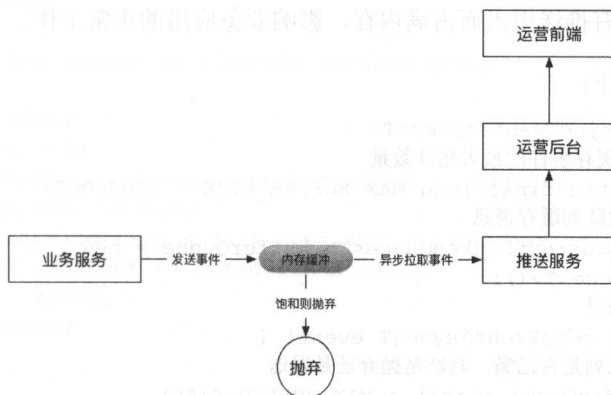 运营前端
运营后台
业务服务
发送事件
内存缓冲
异步拉取事件
推送服务
饱和则抛弃
抛弃